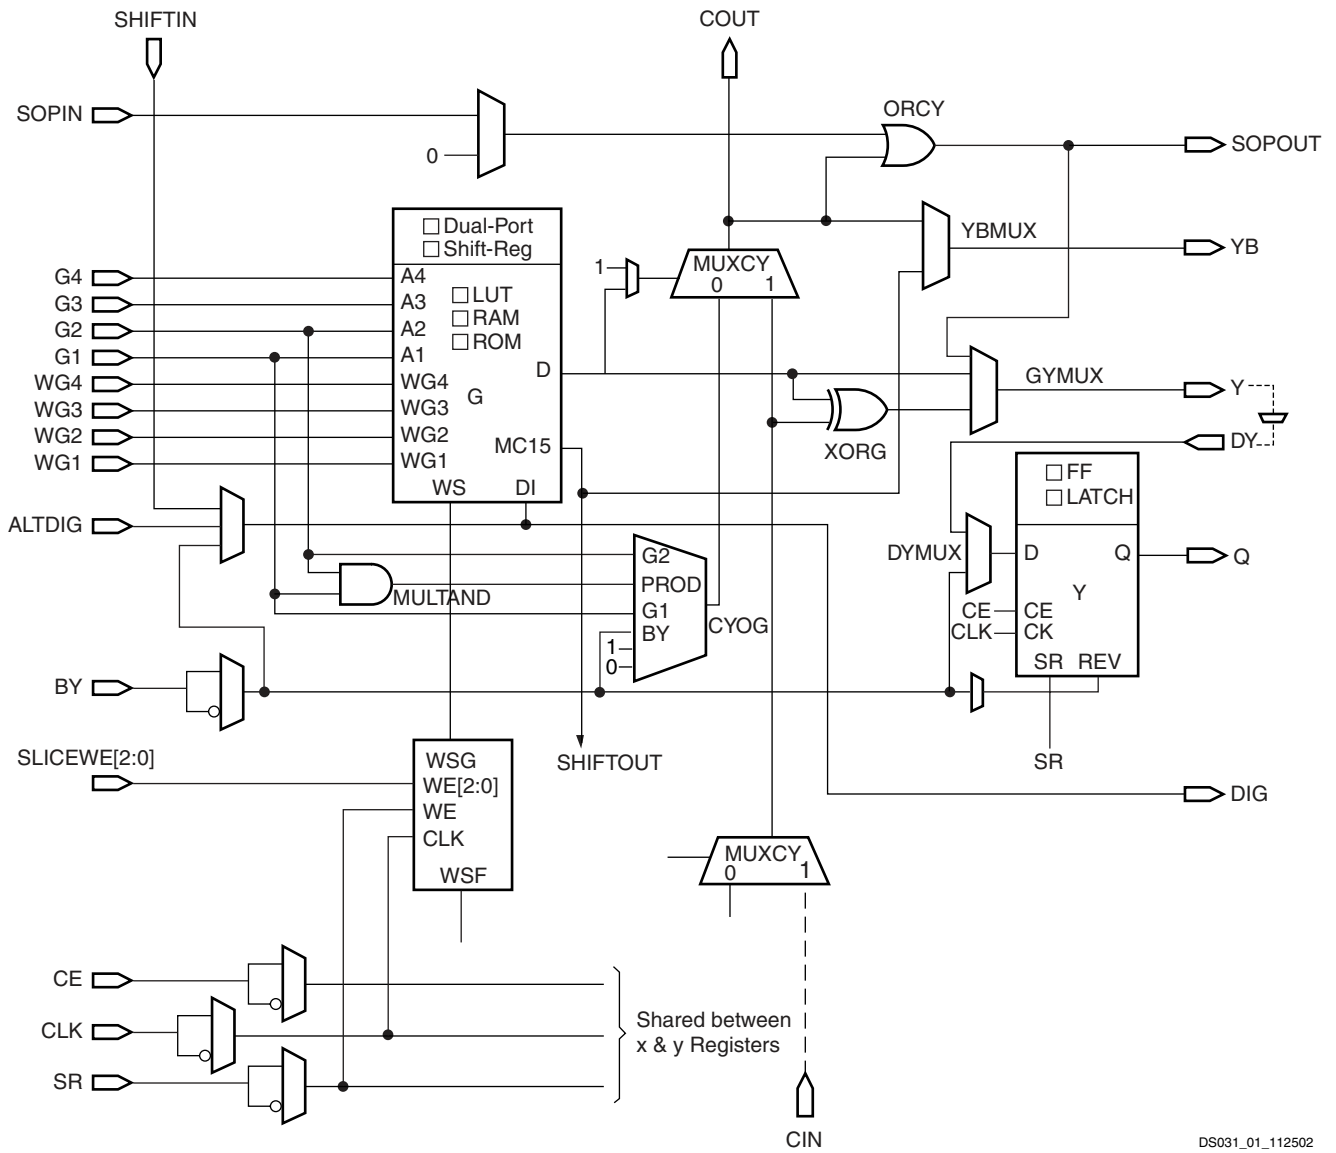 SHIFTIN
COUT
SOPIN
ORCY
0
SOPOUT
Dual-Port
Shift-Reg
YBMUX
YB
G4
A4
1
MUXCY
0 1
G3
A3
LUT
G2
A2
RAM
G1
A1
ROM
D
WG4
WG4
G
GYMUX
Y
WG3
WG3
WG2
WG2
MC15
XORG
DY
WG1
WG1
WS
DI
FF
LATCH
ALTDIG
G2
DYMUX
D
Q
Q
PROD
MULTAND
G1
Y
CE
CE
BY
CYOG
CLK
CK
1
0
SR REV
BY
SLICEWE[2:0]
WSG
SHIFTOUT
SR
WE[2:0]
DIG
WE
CLK
MUXCY
0 1
WSF
CE
Shared between
x & y Registers
CLK
SR
CIN
DS031_01_112502